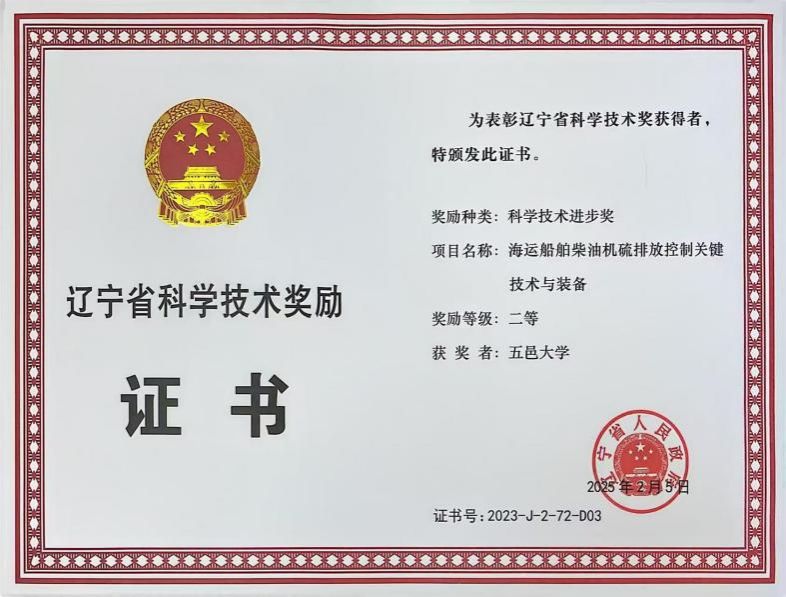 辽宁省科学技术奖励
证 书
为表彰辽宁省科学技术奖获得者，
特颁发此证书。
奖励种类：科学技术进步奖
项目名称：海运船舶柴油机硫排放控制关键
技术与装备
奖励等级：二等
获 奖 者：五邑大学
辽宁省人民政府
2025年2月5日
证书号：2023-J-2-72-D03